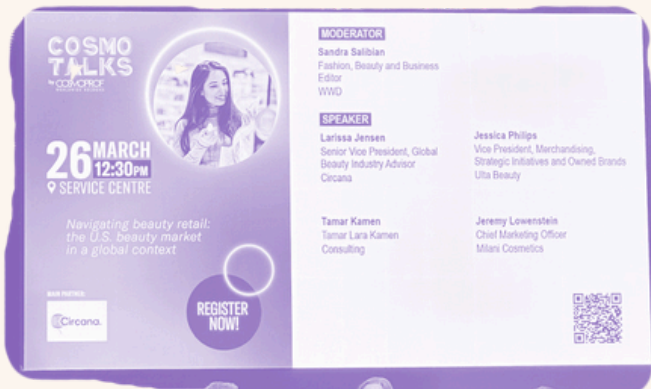 COSMO
TALKS
by COSMOPROF
WORLDWIDE BOLOGNA
26 MARCH
12:30PM
SERVICE CENTRE
Navigating beauty retail:
the U.S. beauty market
in a global context
MAIN PARTNER:
Circana.
REGISTER
NOW!
MODERATOR
Sandra Salibian
Fashion, Beauty and Business
Editor
WWD
SPEAKER
Larissa Jensen
Senior Vice President, Global
Beauty Industry Advisor
Circana
Jessica Philips
Vice President, Merchandising,
Strategic Initiatives and Owned Brands
Ulta Beauty
Tamar Kamen
Tamar Lara Kamen
Consulting
Jeremy Lowenstein
Chief Marketing Officer
Milani Cosmetics